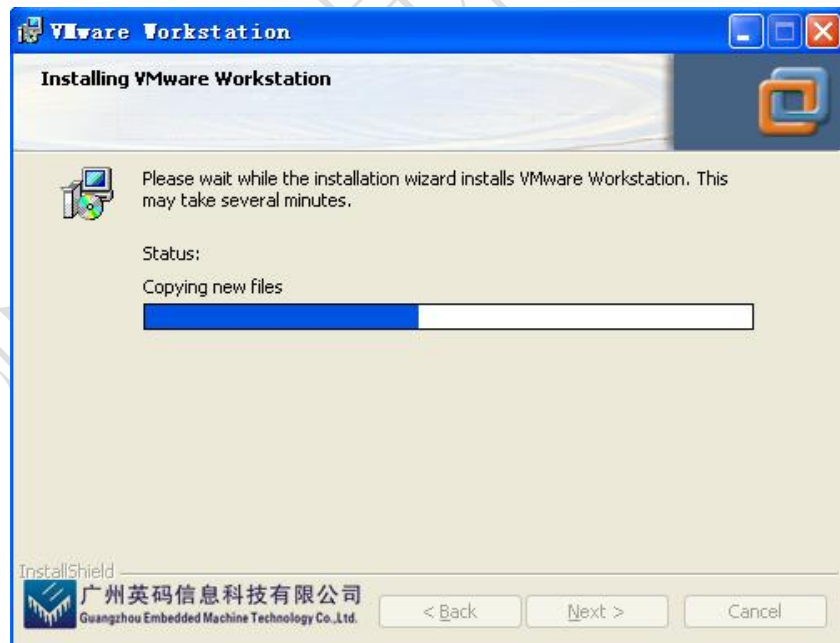 VMware Workstation
Installing VMware Workstation
Please wait while the installation wizard installs VMware Workstation. This
may take several minutes.
Status:
Copying new files
InstallShield
广州英码信息科技有限公司
Guangzhou Embedded Machine Technology Co.,Ltd.
< Back Next > Cancel